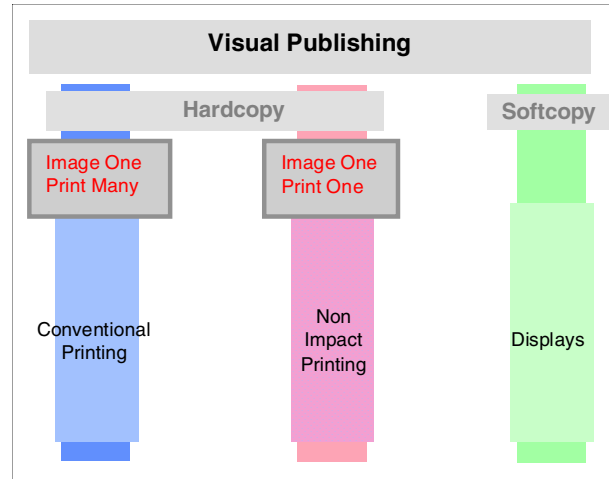 Visual Publishing
Hardcopy
Softcopy
Image One
Print Many
Image One
Print One
Conventional
Printing
Non
Impact
Printing
Displays